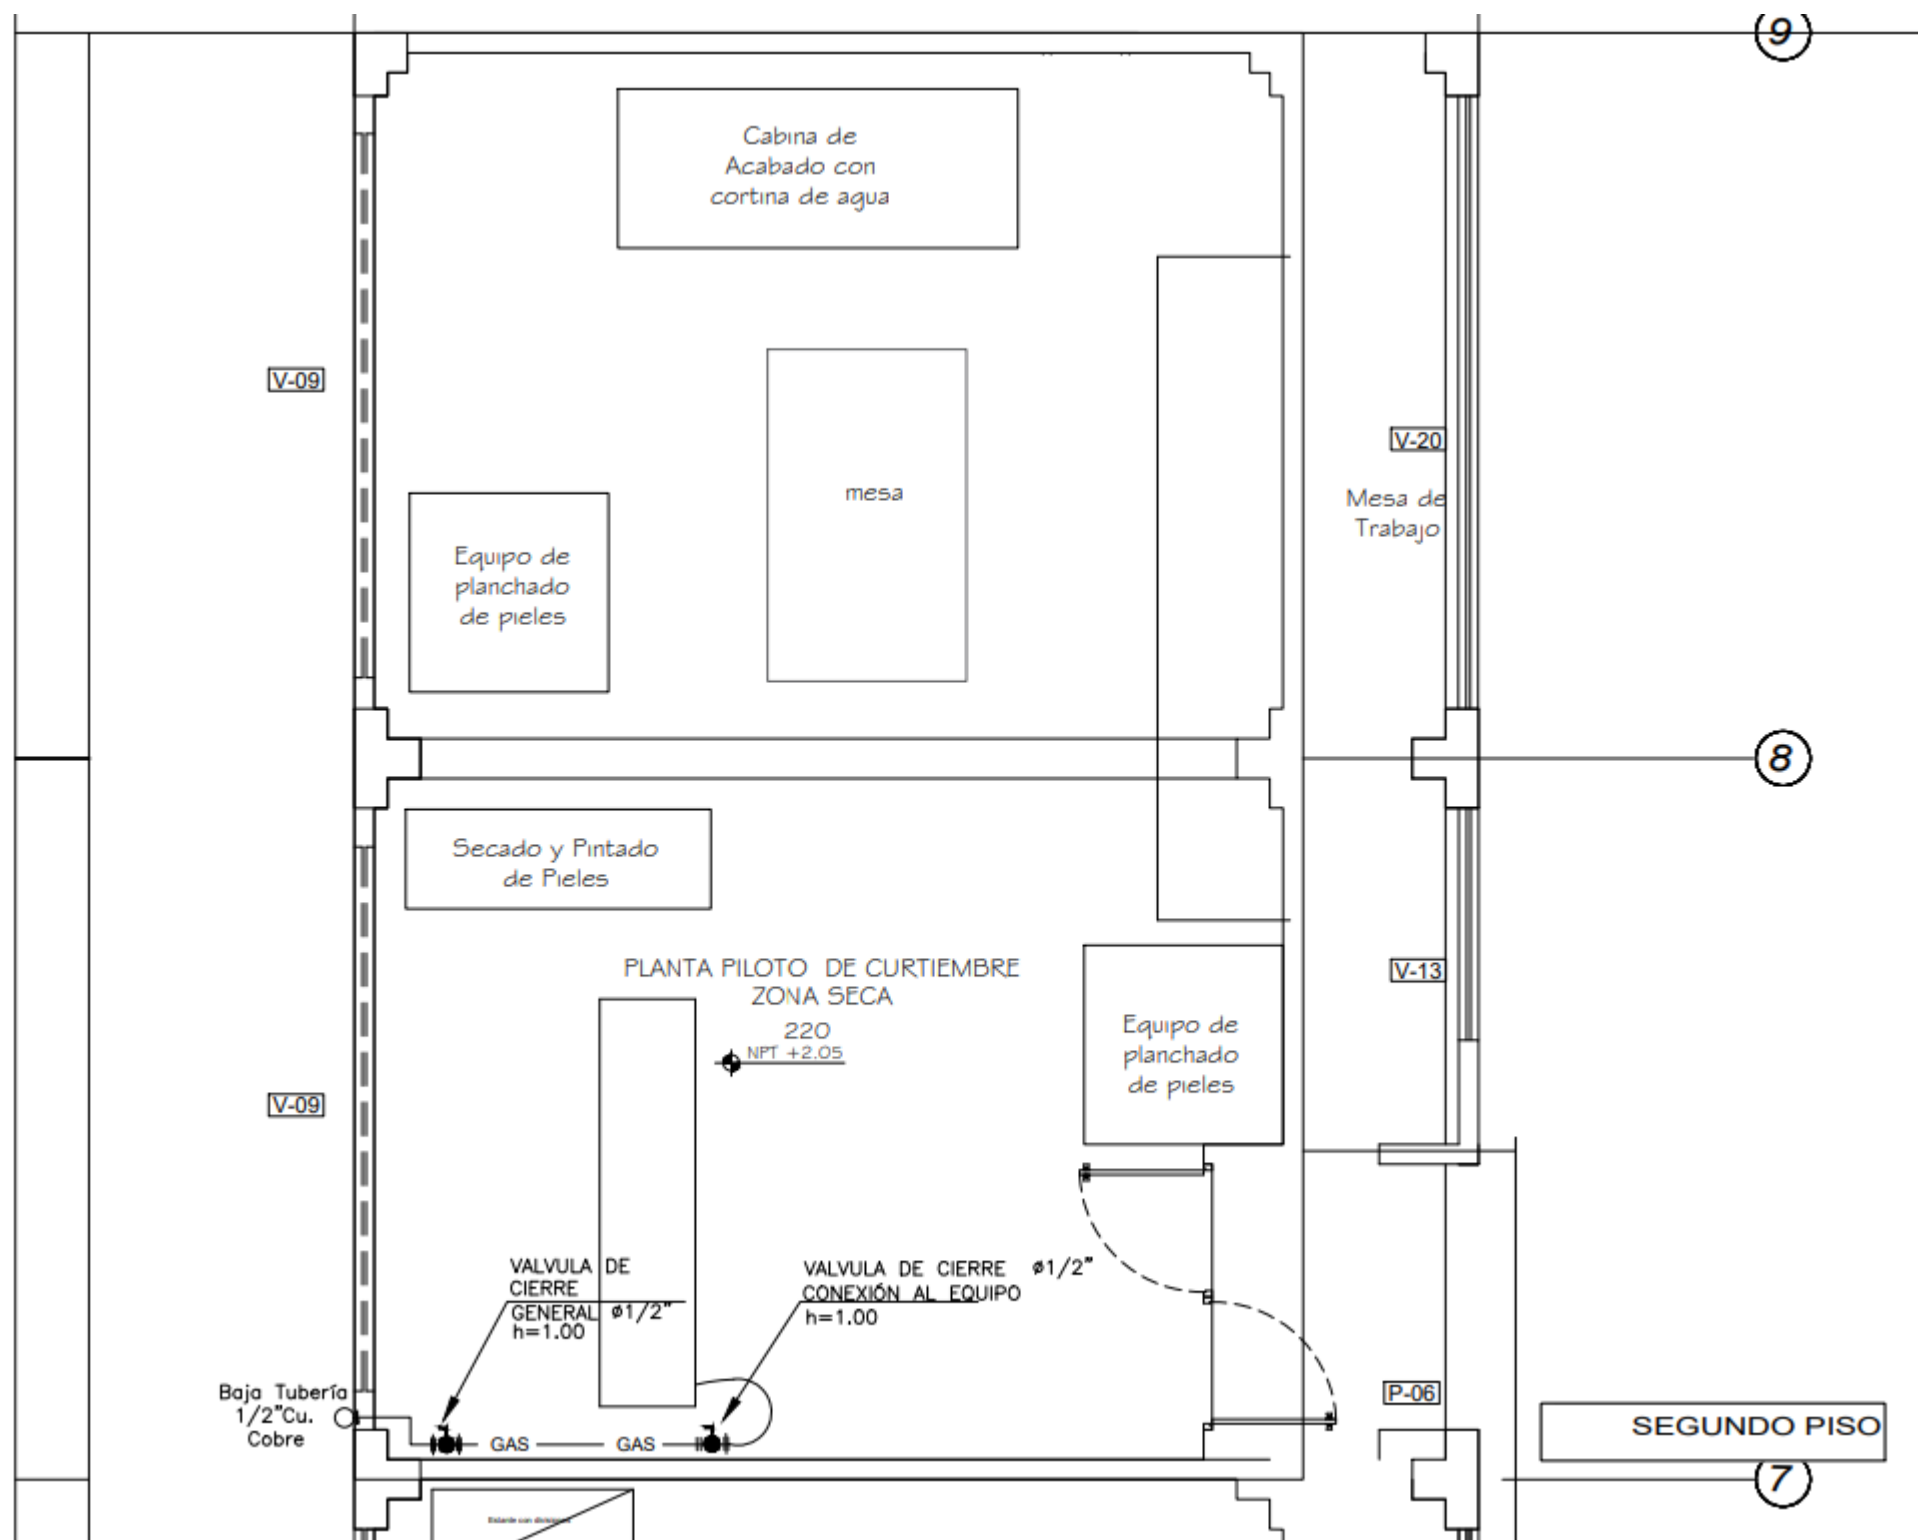 9
Cabina de
Acabado con
cortina de agua
V-09
V-20
Mesa de
Trabajo
mesa
Equipo de
planchado
de pieles
8
Secado y Pintado
de Pieles
PLANTA PILOTO DE CURTIEMBRE
ZONA SECA
220
NPT +2.05
V-13
Equipo de
planchado
de pieles
V-09
VALVULA DE
CIERRE
GENERAL ø1/2"
h=1.00
VALVULA DE CIERRE ø1/2"
CONEXIÓN AL EQUIPO
h=1.00
Baja Tubería
1/2"Cu.
Cobre
GAS GAS
P-06
SEGUNDO PISO
7
Estante con